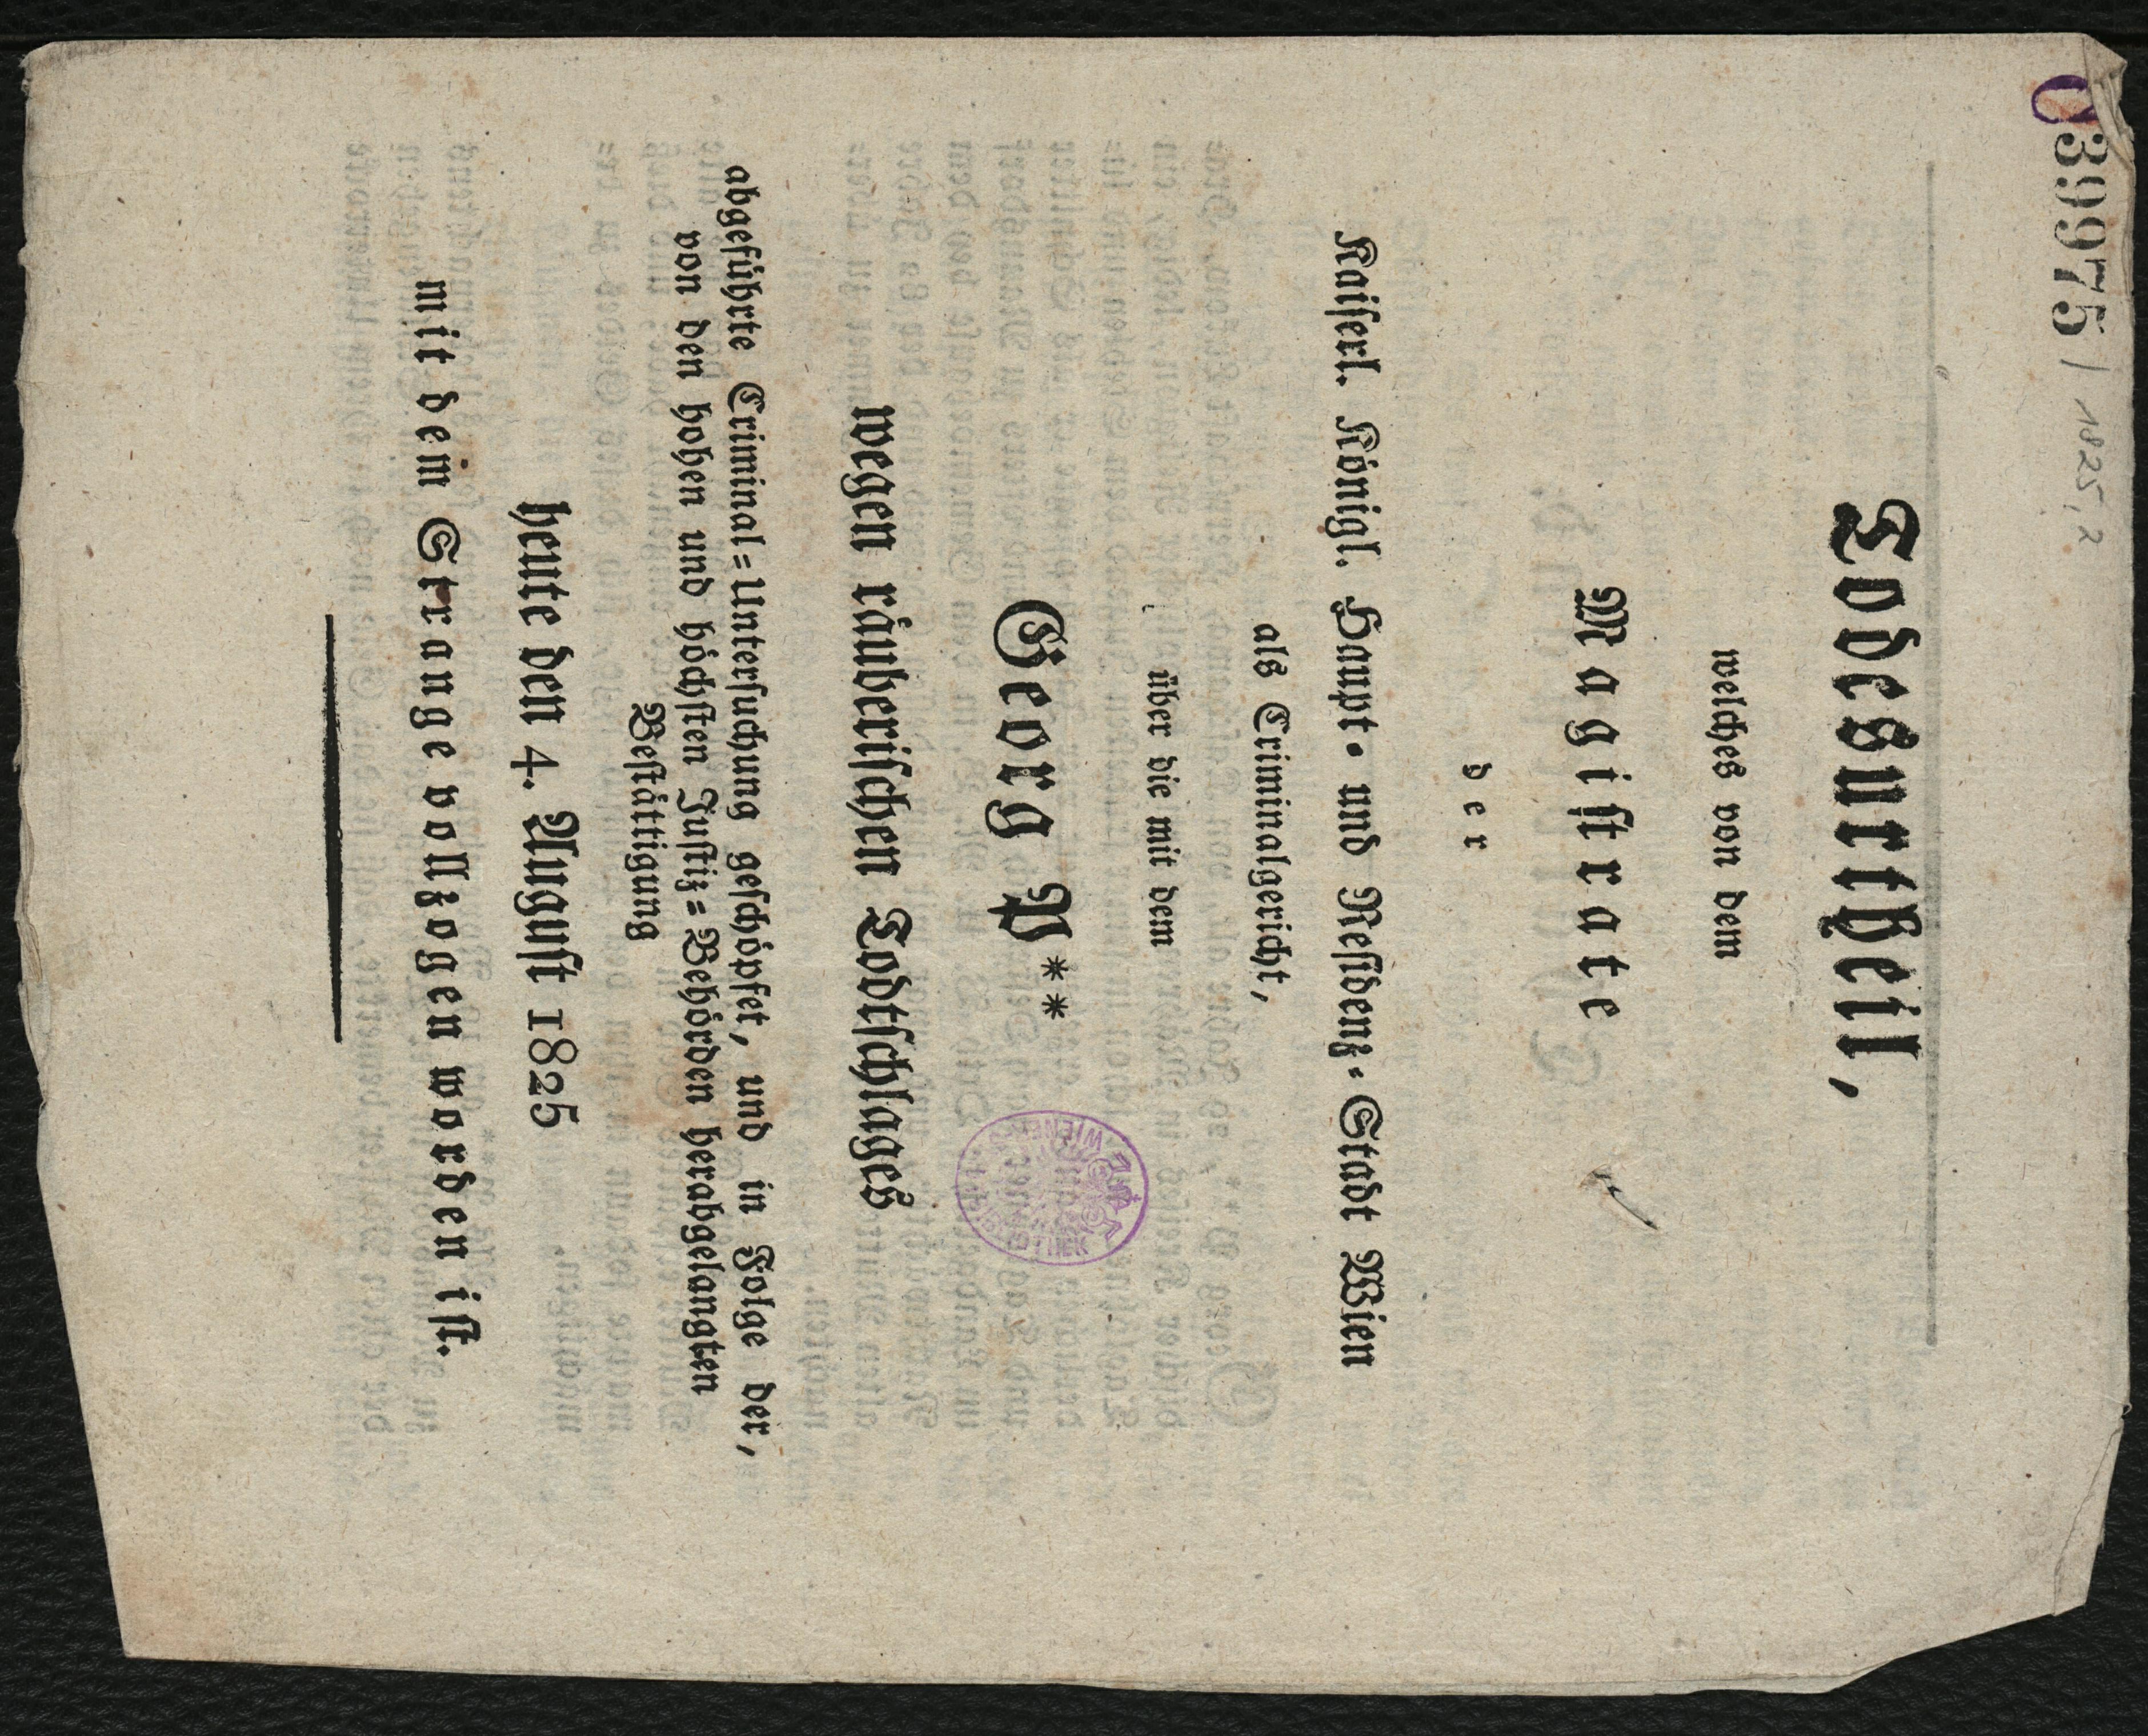 C 39975 / 1825, 2
Todesurtheil,
welches von dem
Magistrate
der
Kaiserl. Königl. Haupt- und Residenz-Stadt Wien
als Criminalgericht,
über die mit dem
Georg P**
wegen räuberischen Todtschlages
abgeführte Criminal=Untersuchung geschöpfet, und in Folge der,
von den hohen und höchsten Justiz=Behörden herabgelangten
Bestättigung
heute den 4. August 1825
mit dem Strange vollzogen worden ist.